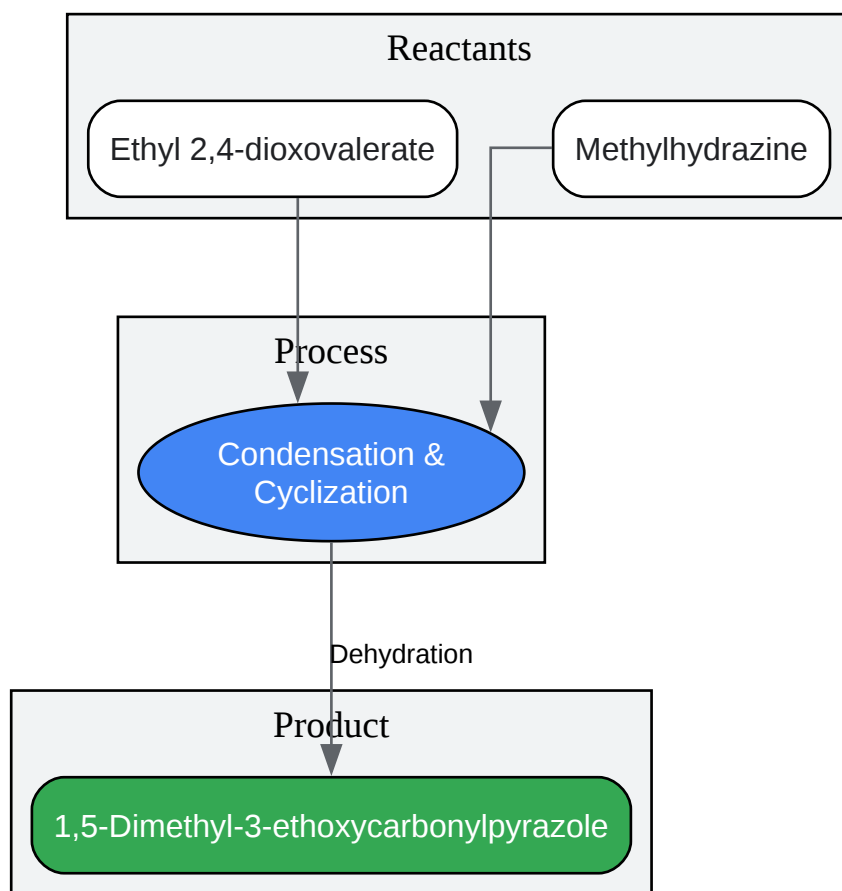 Reactants
Ethyl 2,4-dioxovalerate
Methylhydrazine
Process
Condensation &
Cyclization
Dehydration
Product
1,5-Dimethyl-3-ethoxycarbonylpyrazole